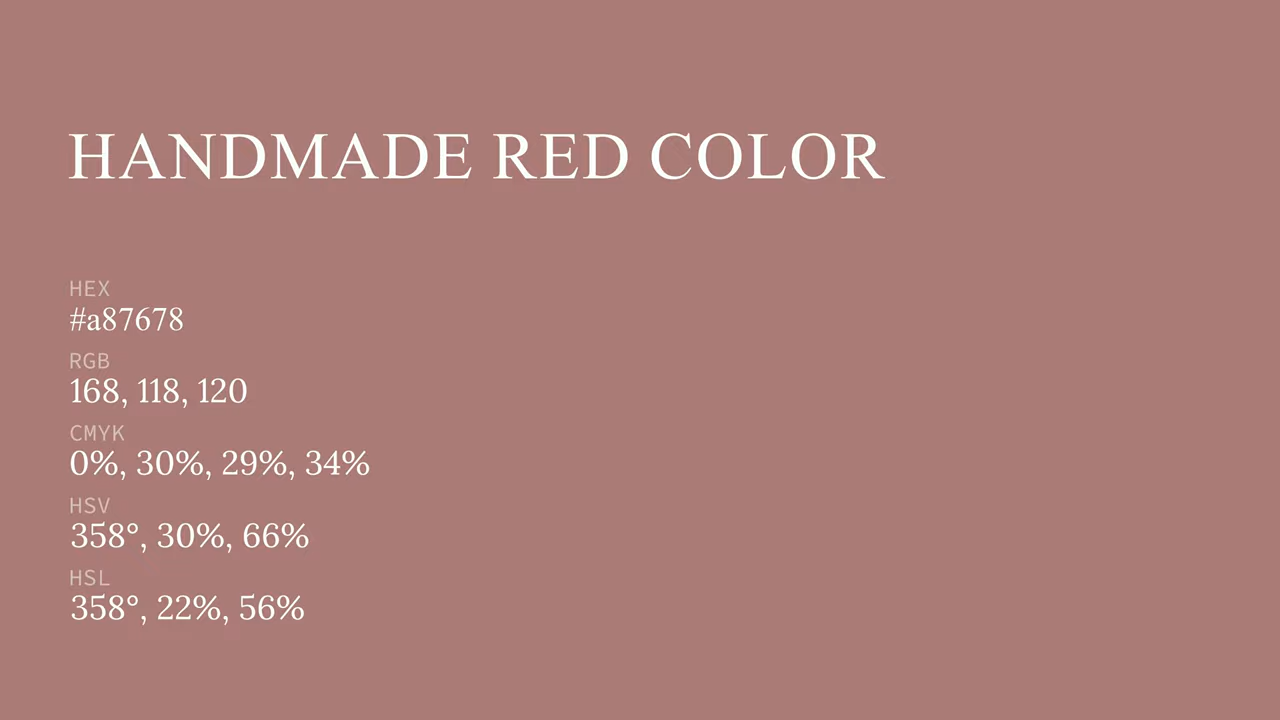 HANDMADE RED COLOR
HEX
#a87678
RGB
168, 118, 120
CMYK
0%, 30%, 29%, 34%
HSV
358°, 30%, 66%
HSL
358°, 22%, 56%